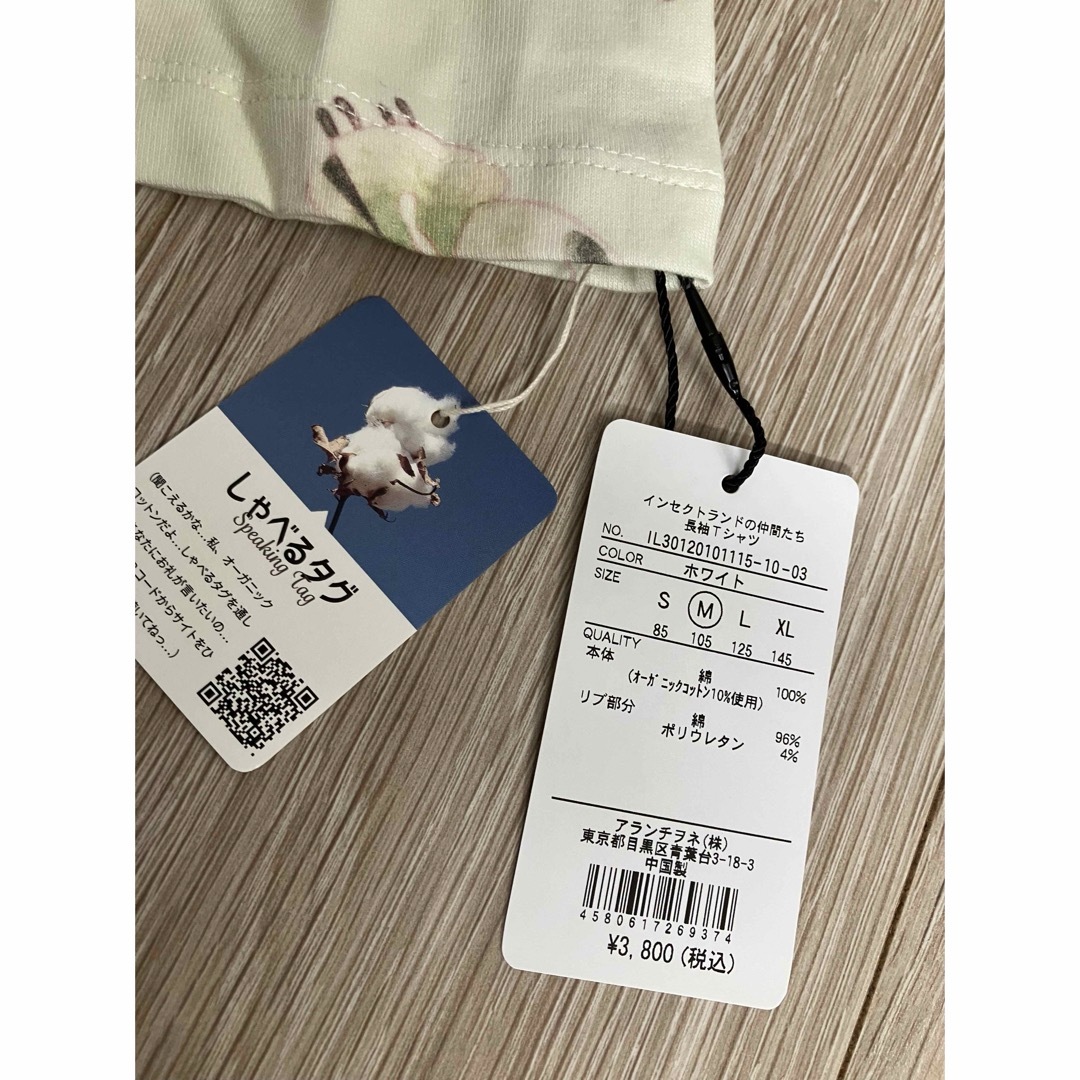 しゃべるタグ
Speaking Tag
(聞こえるかな…私、オーガニック
コットンだよ…しゃべるタグを通し
なたにお礼が言いたいの…
コードからサイトをひ
いてねっ…)
インセクトランドの仲間たち
長袖Tシャツ
NO. IL30120101115-10-03
COLOR ホワイト
SIZE
S M L XL
85 105 125 145
QUALITY
本体 綿 100%
(オーガニックコットン10%使用)
リブ部分 綿 96%
ポリウレタン 4%
アランチヲネ(株)
東京都目黒区青葉台3-18-3
中国製
4580617269374
¥3,800(税込)